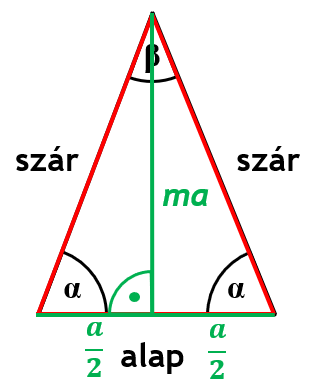 β
szár szár
ma
α α
a/2 alap a/2